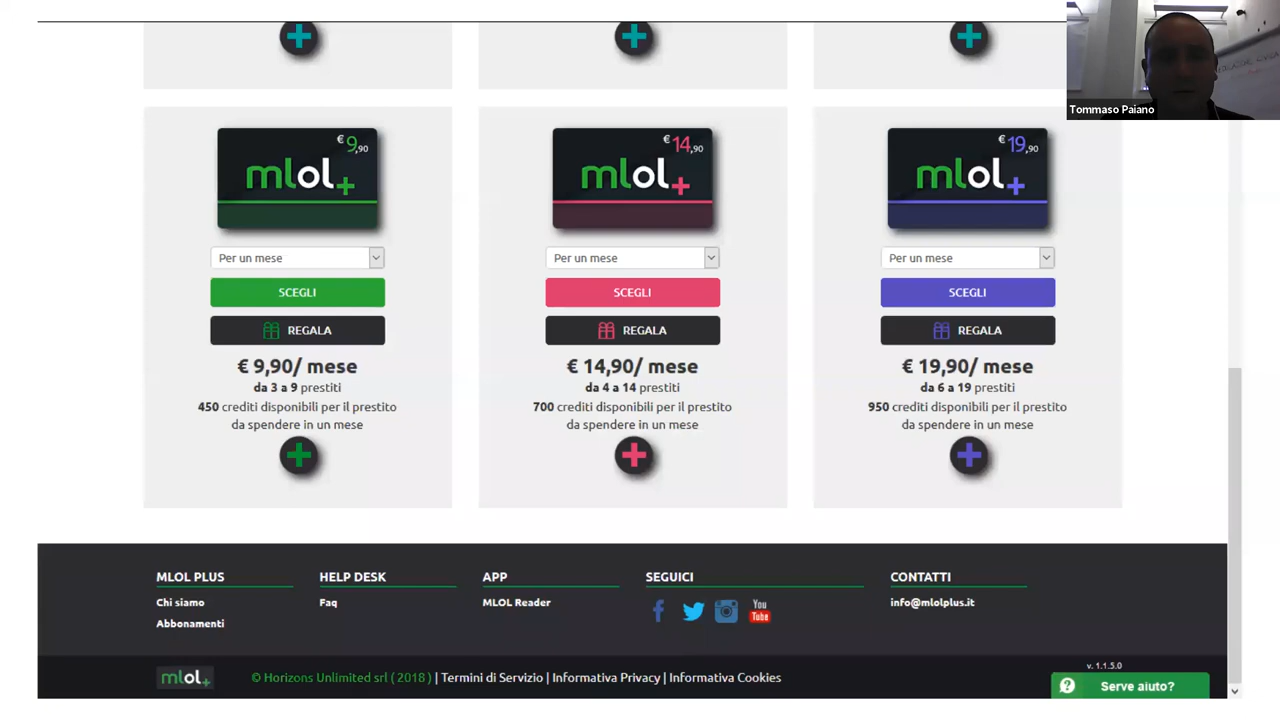 Tommaso Paiano
€ 9,90
mlol+
Per un mese
SCEGLI
REGALA
€ 9,90/ mese
da 3 a 9 prestiti
450 crediti disponibili per il prestito
da spendere in un mese
€ 14,90
mlol+
Per un mese
SCEGLI
REGALA
€ 14,90/ mese
da 4 a 14 prestiti
700 crediti disponibili per il prestito
da spendere in un mese
€ 19,90
mlol+
Per un mese
SCEGLI
REGALA
€ 19,90/ mese
da 6 a 19 prestiti
950 crediti disponibili per il prestito
da spendere in un mese
MLOL PLUS
Chi siamo
Abbonamenti
HELP DESK
Faq
APP
MLOL Reader
SEGUICI
You
Tube
CONTATTI
info@mlolplus.it
mlol+
© Horizons Unlimited srl ( 2018 ) | Termini di Servizio | Informativa Privacy | Informativa Cookies
v. 1.1.5.0
Serve aiuto?